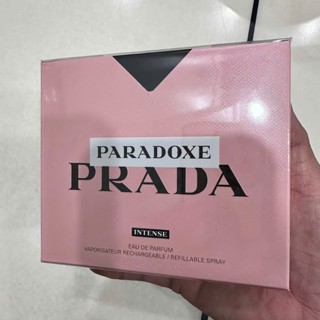 PARADOXE
PRADA
INTENSE
EAU DE PARFUM
VAPORISATEUR RECHARGEABLE / REFILLABLE SPRAY